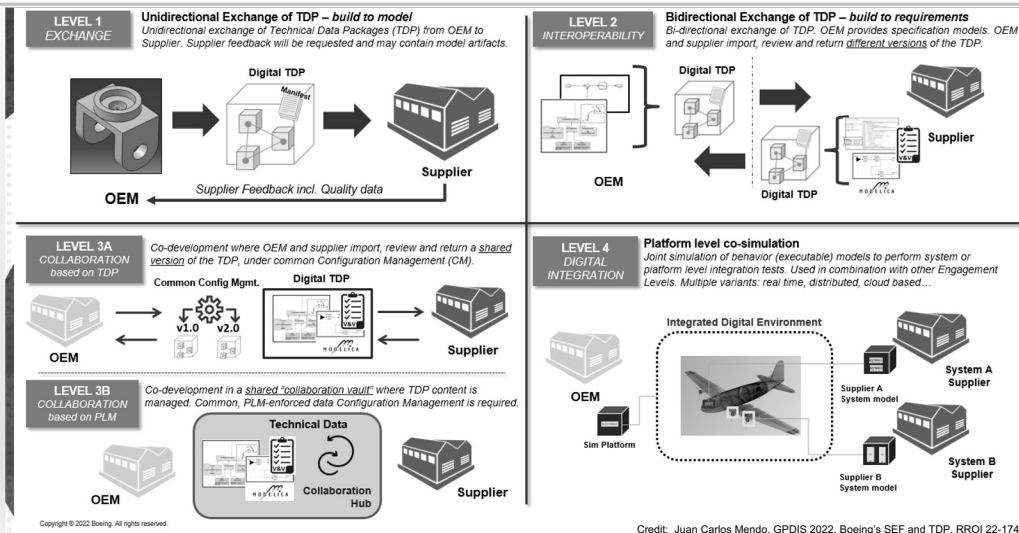 LEVEL 1
EXCHANGE
Unidirectional Exchange of TDP – build to model
Unidirectional exchange of Technical Data Packages (TDP) from OEM to
Supplier. Supplier feedback will be requested and may contain model artifacts.
Digital TDP
Manifest
Supplier
Supplier Feedback incl. Quality data
OEM
LEVEL 2
INTEROPERABILITY
Bidirectional Exchange of TDP – build to requirements
Bi-directional exchange of TDP. OEM provides specification models. OEM
and supplier import, review and return different versions of the TDP.
Digital TDP
Supplier
V&V
MODELICA
OEM
Digital TDP
LEVEL 3A
COLLABORATION
based on TDP
Co-development where OEM and supplier import, review and return a shared
version of the TDP, under common Configuration Management (CM).
Common Config Mgmt.
Digital TDP
v1.0
v2.0
V&V
MODELICA
OEM
Supplier
LEVEL 3B
COLLABORATION
based on PLM
Co-development in a shared "collaboration vault" where TDP content is
managed. Common, PLM-enforced data Configuration Management is required.
Technical Data
V&V
MODELICA
Collaboration
Hub
OEM
Supplier
LEVEL 4
DIGITAL
INTEGRATION
Platform level co-simulation
Joint simulation of behavior (executable) models to perform system or
platform level integration tests. Used in combination with other Engagement
Levels. Multiple variants: real time, distributed, cloud based…
Integrated Digital Environment
OEM
Sim Platform
Supplier A
System model
System A
Supplier
Supplier B
System model
System B
Supplier
Copyright © 2022 Boeing. All rights reserved.
Credit: Juan Carlos Mendo, GPDIS 2022, Boeing's SEF and TDP, RROI 22-174